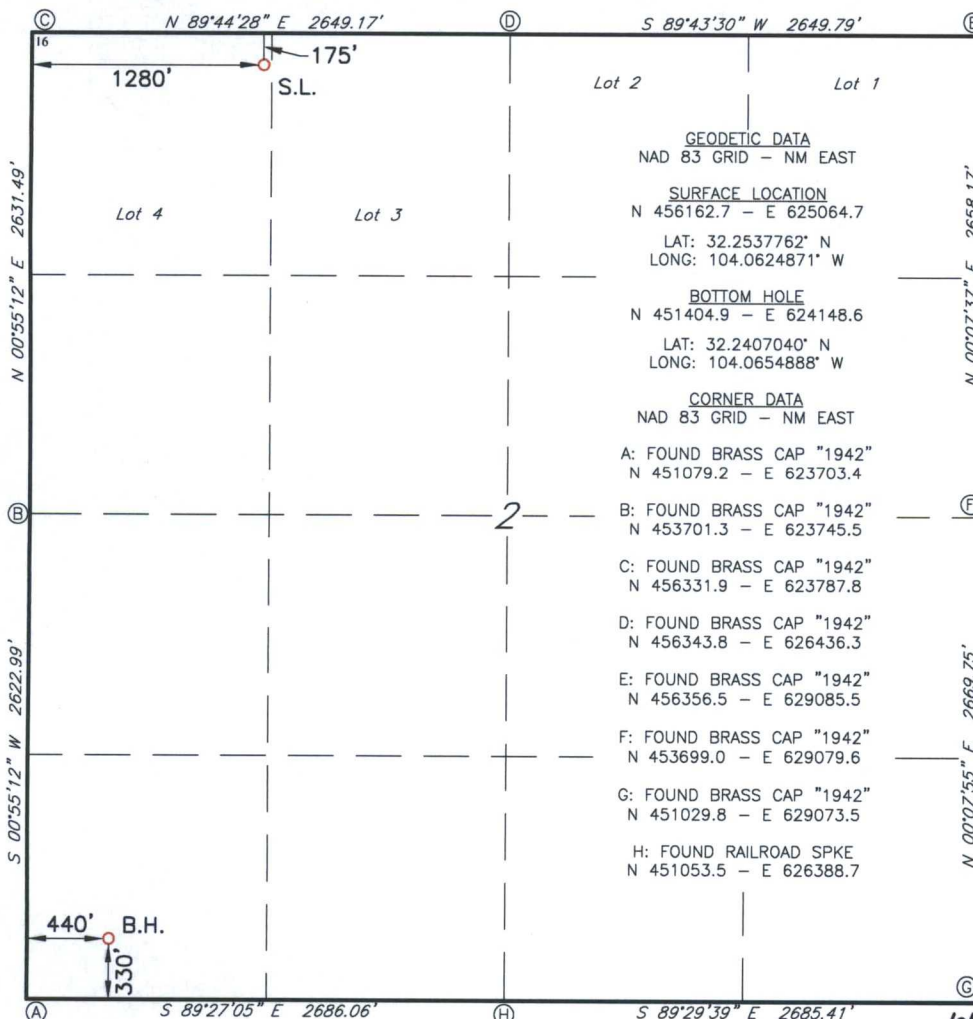 C
N 89°44'28" E 2649.17'
D
S 89°43'30" W 2649.79'
16
175'
1280'
S.L.
Lot 2
Lot 1
Lot 4
Lot 3
N 00°55'12" E 2631.49'
GEODETIC DATA
NAD 83 GRID – NM EAST
SURFACE LOCATION
N 456162.7 – E 625064.7
LAT: 32.2537762° N
LONG: 104.0624871° W
BOTTOM HOLE
N 451404.9 – E 624148.6
LAT: 32.2407040° N
LONG: 104.0654888° W
CORNER DATA
NAD 83 GRID – NM EAST
A: FOUND BRASS CAP "1942"
N 451079.2 – E 623703.4
B: FOUND BRASS CAP "1942"
N 453701.3 – E 623745.5
C: FOUND BRASS CAP "1942"
N 456331.9 – E 623787.8
D: FOUND BRASS CAP "1942"
N 456343.8 – E 626436.3
E: FOUND BRASS CAP "1942"
N 456356.5 – E 629085.5
F: FOUND BRASS CAP "1942"
N 453699.0 – E 629079.6
G: FOUND BRASS CAP "1942"
N 451029.8 – E 629073.5
H: FOUND RAILROAD SPKE
N 451053.5 – E 626388.7
N 00°07'37" E 2658.17'
B
2
F
S 00°55'12" W 2622.99'
N 00°07'55" E 2669.75'
440'
B.H.
330'
A
S 89°27'05" E 2686.06'
H
S 89°29'39" E 2685.41'
G